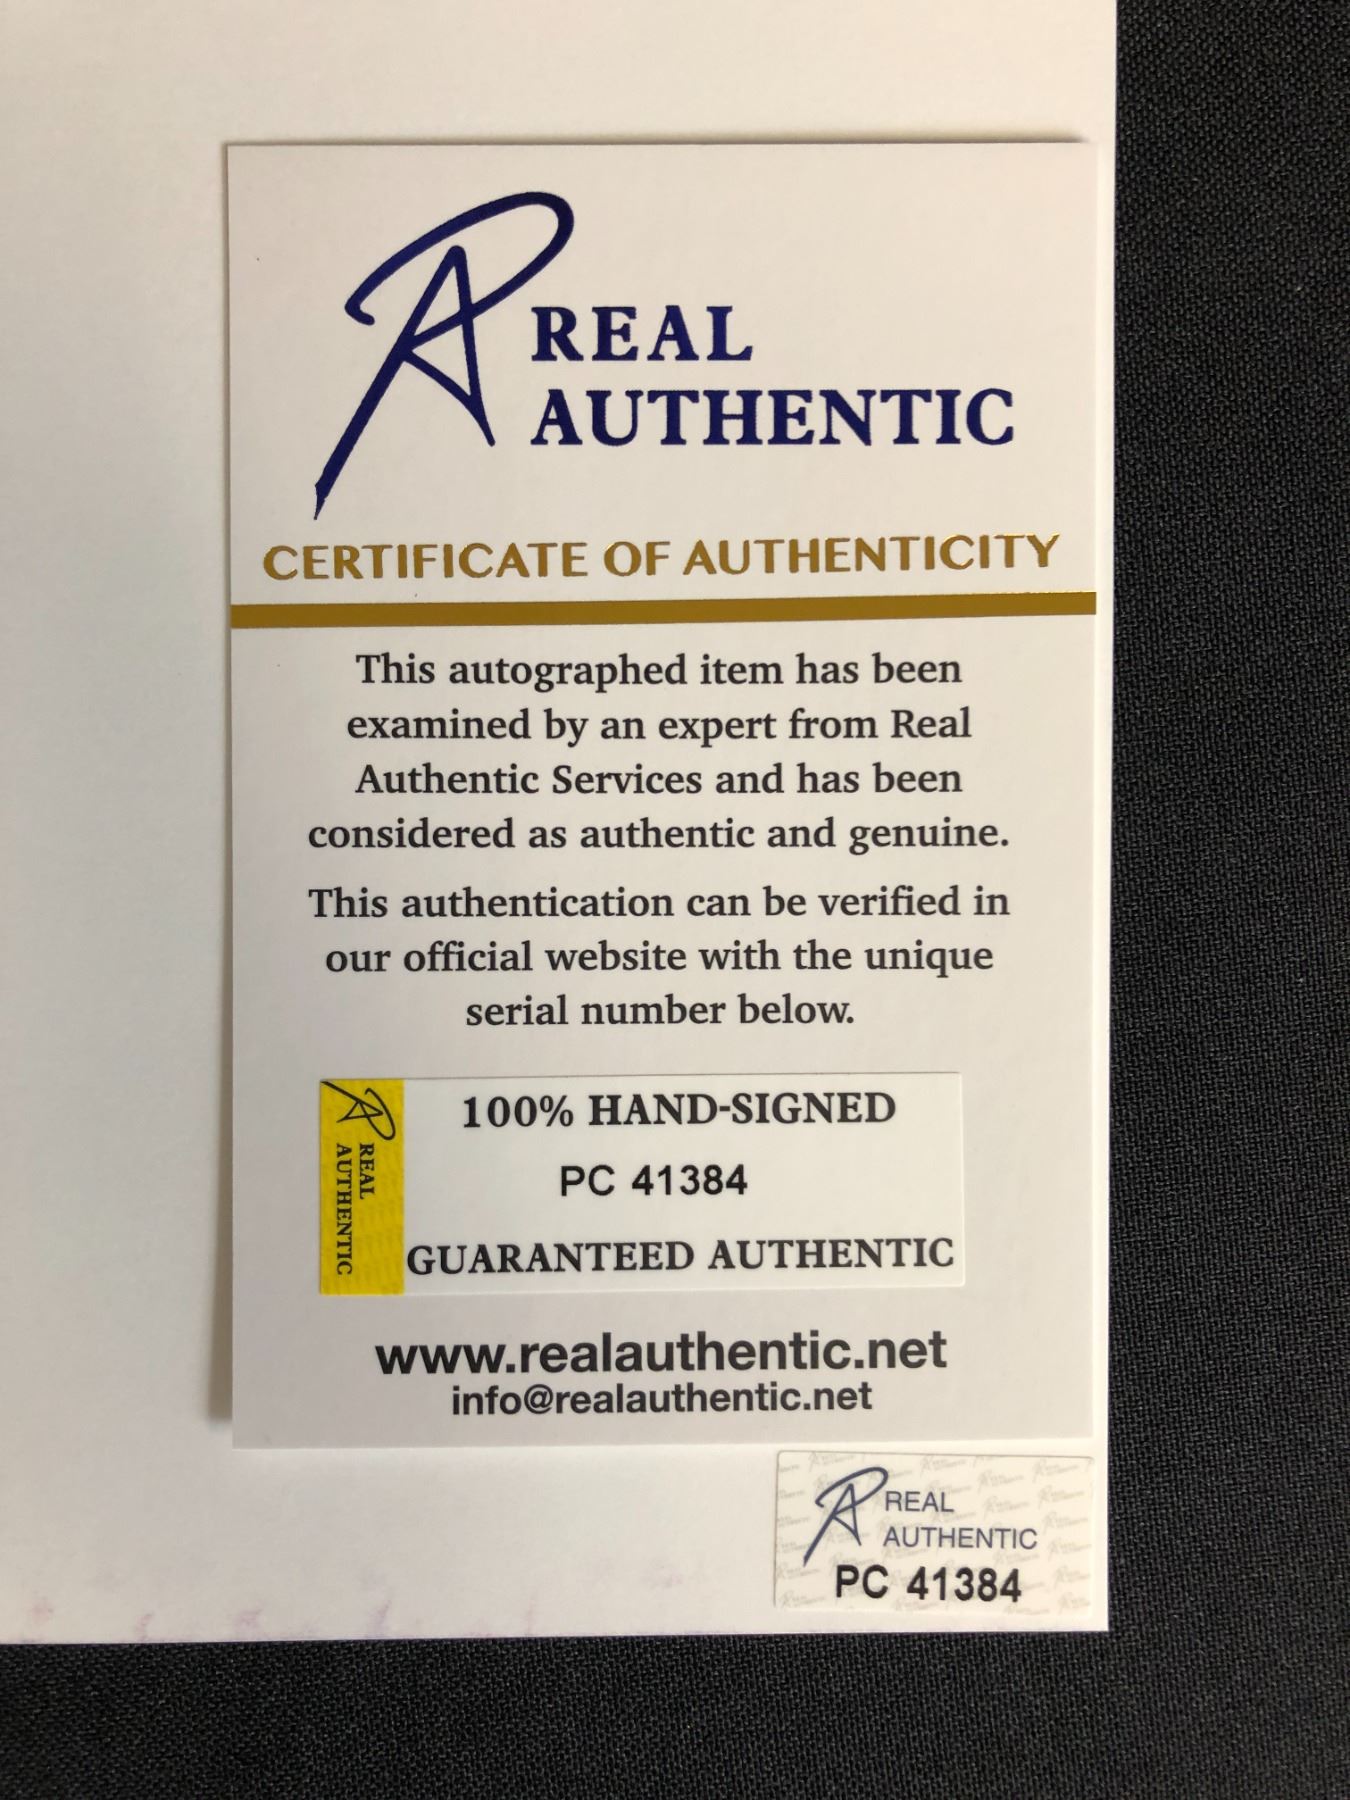 REAL
AUTHENTIC
CERTIFICATE OF AUTHENTICITY
This autographed item has been
examined by an expert from Real
Authentic Services and has been
considered as authentic and genuine.
This authentication can be verified in
our official website with the unique
serial number below.
REAL
AUTHENTIC
100% HAND-SIGNED
PC 41384
GUARANTEED AUTHENTIC
www.realauthentic.net
info@realauthentic.net
REAL
AUTHENTIC
PC 41384